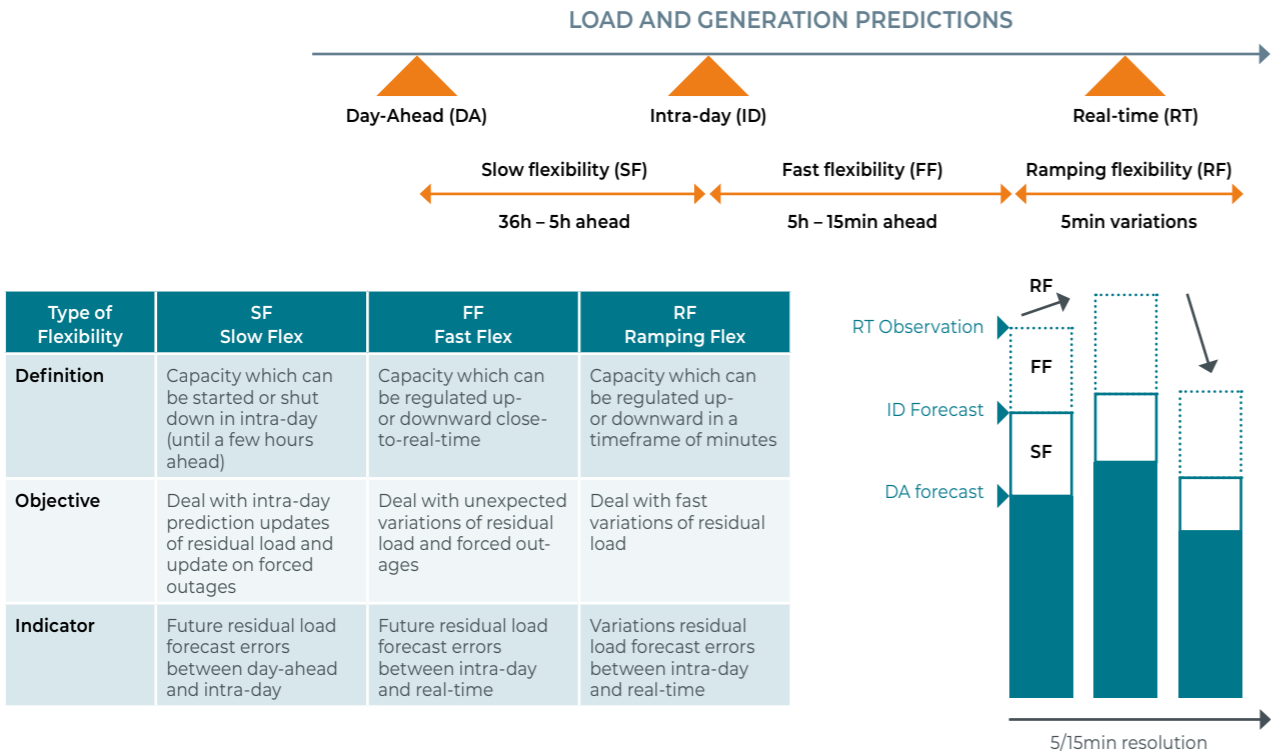 LOAD AND GENERATION PREDICTIONS
Day-Ahead (DA)
Intra-day (ID)
Real-time (RT)
Slow flexibility (SF)
Fast flexibility (FF)
Ramping flexibility (RF)
36h – 5h ahead
5h – 15min ahead
5min variations
Type of
Flexibility
SF
Slow Flex
FF
Fast Flex
RF
Ramping Flex
Definition
Capacity which can
be started or shut
down in intra-day
(until a few hours
ahead)
Capacity which can
be regulated up-
or downward close-
to-real-time
Capacity which can
be regulated up-
or downward in a
timeframe of minutes
Objective
Deal with intra-day
prediction updates
of residual load and
update on forced
outages
Deal with unexpected
variations of residual
load and forced out-
ages
Deal with fast
variations of residual
load
Indicator
Future residual load
forecast errors
between day-ahead
and intra-day
Future residual load
forecast errors
between intra-day
and real-time
Variations residual
load forecast errors
between intra-day
and real-time
RF
RT Observation
FF
ID Forecast
SF
DA forecast
5/15min resolution